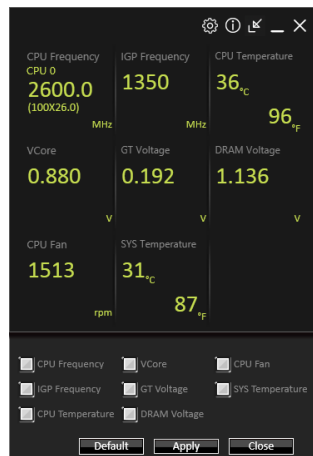 CPU Frequency IGP Frequency CPU Temperature
CPU 0
2600.0 1350 36 °C
(100X26.0)
MHz MHz 96 °F
VCore GT Voltage DRAM Voltage
0.880 0.192 1.136
V V V
CPU Fan SYS Temperature
1513 31 °C
rpm 87 °F
CPU Frequency VCore CPU Fan
IGP Frequency GT Voltage SYS Temperature
CPU Temperature DRAM Voltage
Default Apply Close